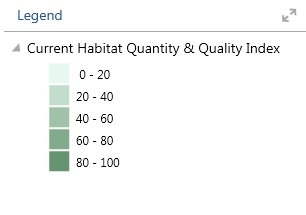 Legend
Current Habitat Quantity & Quality Index
0 - 20
20 - 40
40 - 60
60 - 80
80 - 100